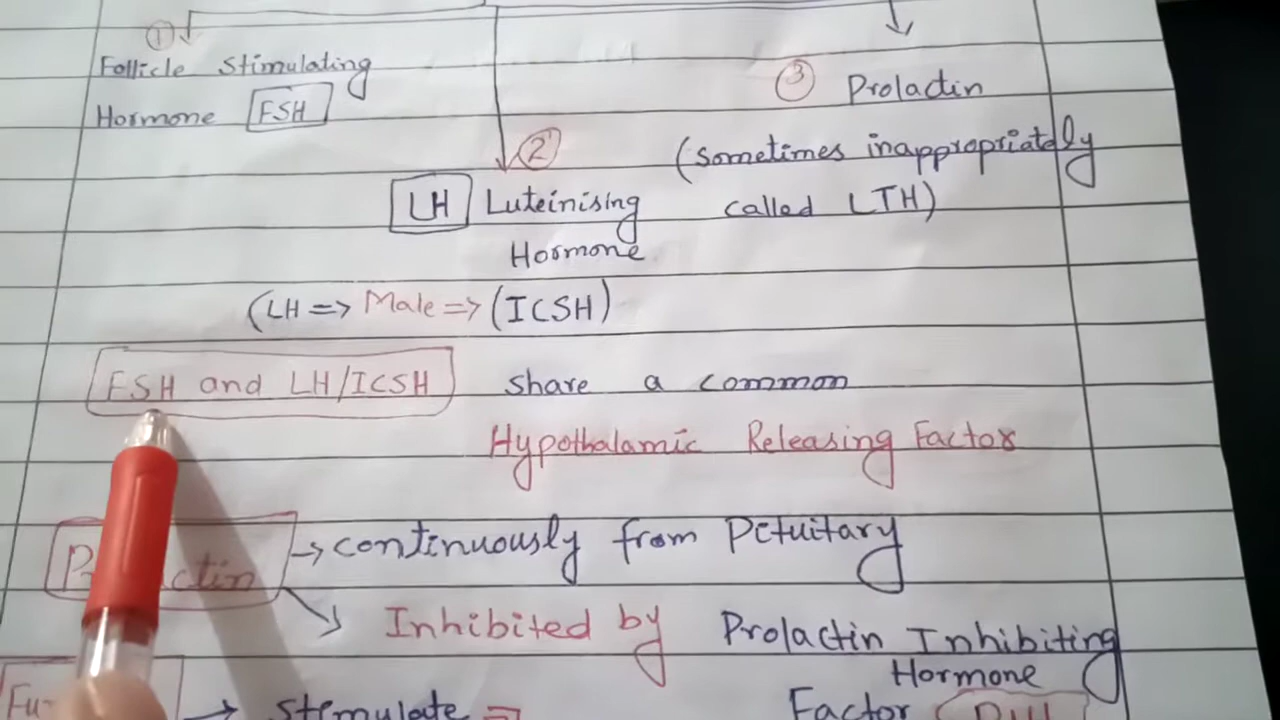 ①
Follicle Stimulating
Hormone FSH
③ Prolactin
(sometimes inappropriately
called LTH)
②
LH Luteinising
Hormone
(LH => Male => (ICSH)
FSH and LH/ICSH share a common
Hypothalamic Releasing Factor
→ continuously from Pituitary
Inhibited by Prolactin Inhibiting
Hormone
→ stimulate
Factor